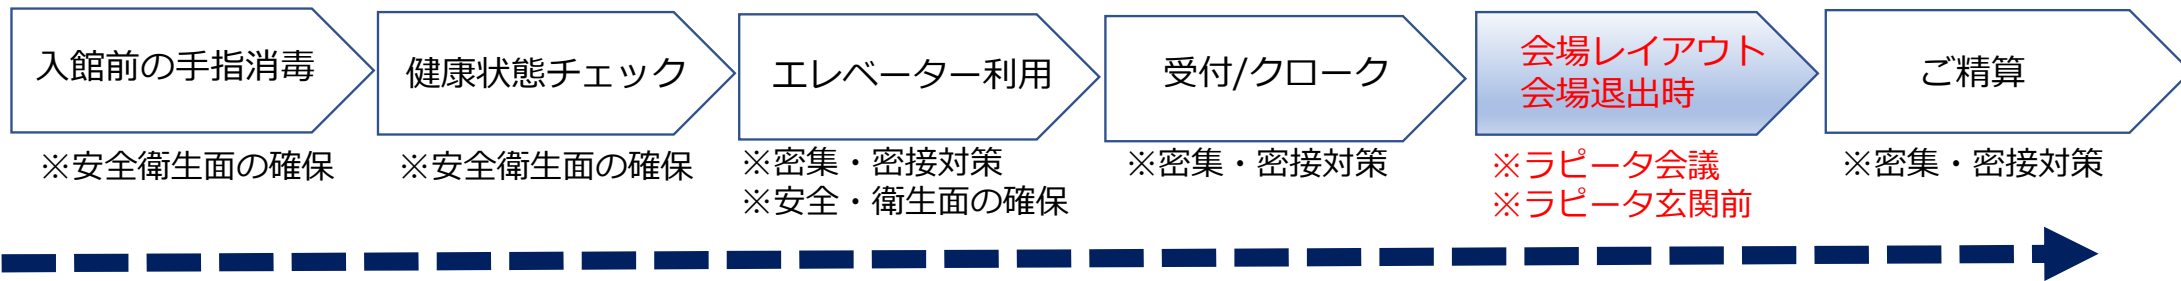 入館前の手指消毒
健康状態チェック
エレベーター利用
受付/クローク
会場レイアウト
会場退出時
ご精算
※安全衛生面の確保
※安全衛生面の確保
※密集・密接対策
※安全・衛生面の確保
※密集・密接対策
※ラピータ会議
※ラピータ玄関前
※密集・密接対策